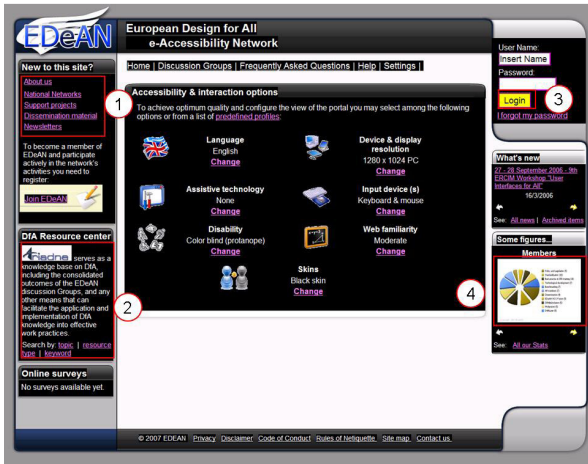 EDeAN
European Design for All
e-Accessibility Network
Home | Discussion Groups | Frequently Asked Questions | Help | Settings |
New to this site?
About us
National Networks
Support projects
Dissemination material
Newsletters
1
To become a member of
EDeAN and participate
actively in the network's
activities you need to
register:
Join EDeAN
DfA Resource center
Ariadne serves as a
knowledge base on DfA,
including the consolidated
outcomes of the EDeAN
discussion Groups, and any
other means that can
facilitate the application and
implementation of DfA
knowledge into effective
work practices.
Search by: topic | resource
type | keyword
2
Online surveys
No surveys available yet.
Accessibility & interaction options
To achieve optimum quality and configure the view of the portal you may select among the following
options or from a list of predefined profiles:
Language
English
Change
Device & display
resolution
1280 x 1024 PC
Change
Assistive technology
None
Change
Input device (s)
Keyboard & mouse
Change
Disability
Color blind (protanope)
Change
Web familiarity
Moderate
Change
Skins
Black skin
Change
User Name:
Insert Name
Password:
Login
3
I forgot my password
What's new
27 - 28 September 2006 - 9th
ERCIM Workshop "User
Interfaces for All"
16/3/2006
See: All news | Archived items
Some figures...
Members
4
See: All our Stats
© 2007 EDEAN Privacy Disclaimer Code of Conduct Rules of Netiquette Site map Contact us